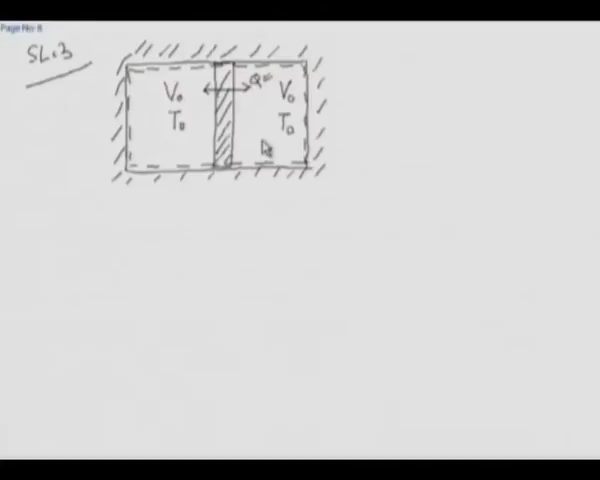 Page No: 8
SL:3
V₀ Q= V₀
T₀ T₀